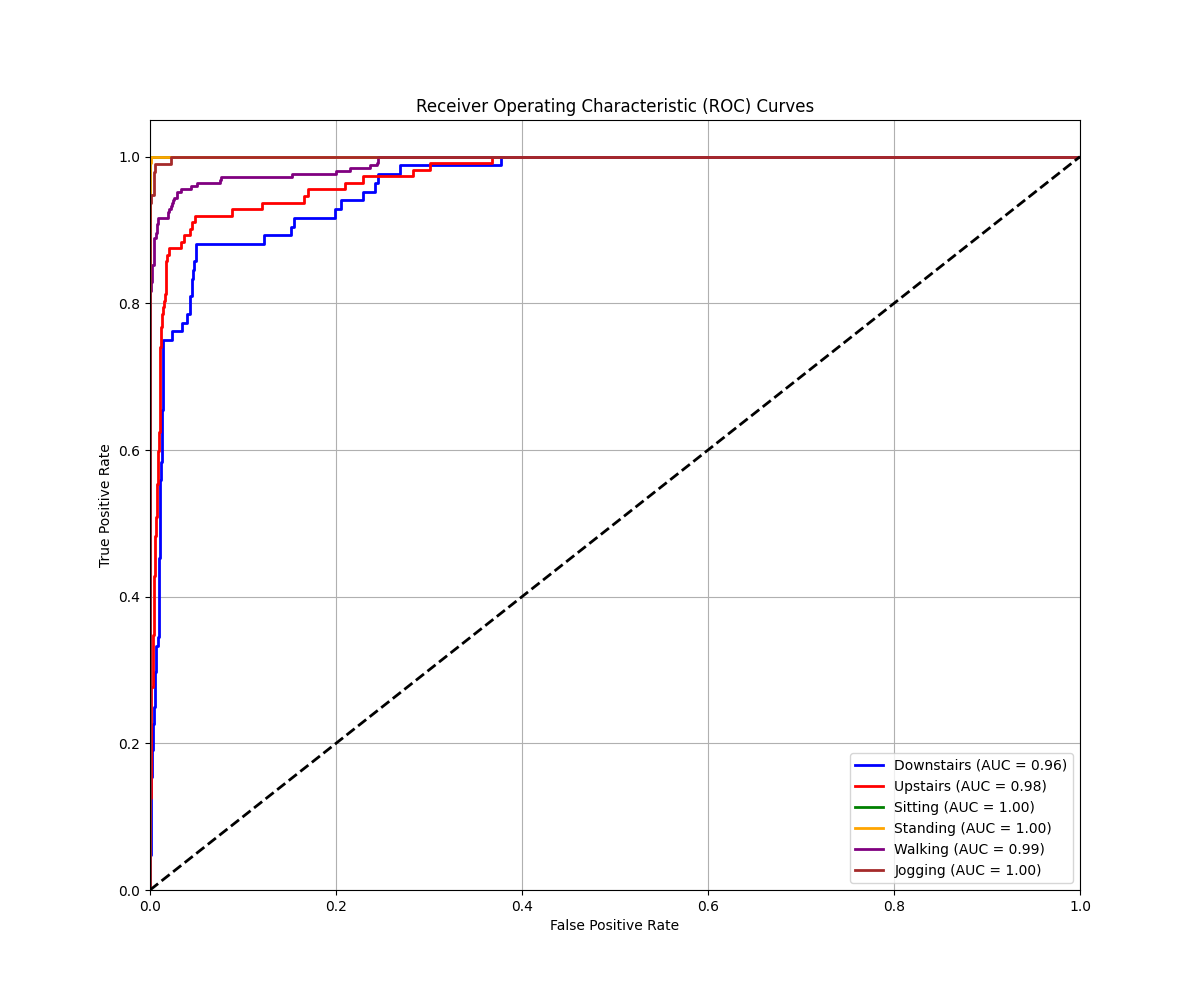 Receiver Operating Characteristic (ROC) Curves
True Positive Rate
1.0
0.8
0.6
0.4
0.2
0.0
0.0 0.2 0.4 0.6 0.8 1.0
False Positive Rate
Downstairs (AUC = 0.96)
Upstairs (AUC = 0.98)
Sitting (AUC = 1.00)
Standing (AUC = 1.00)
Walking (AUC = 0.99)
Jogging (AUC = 1.00)